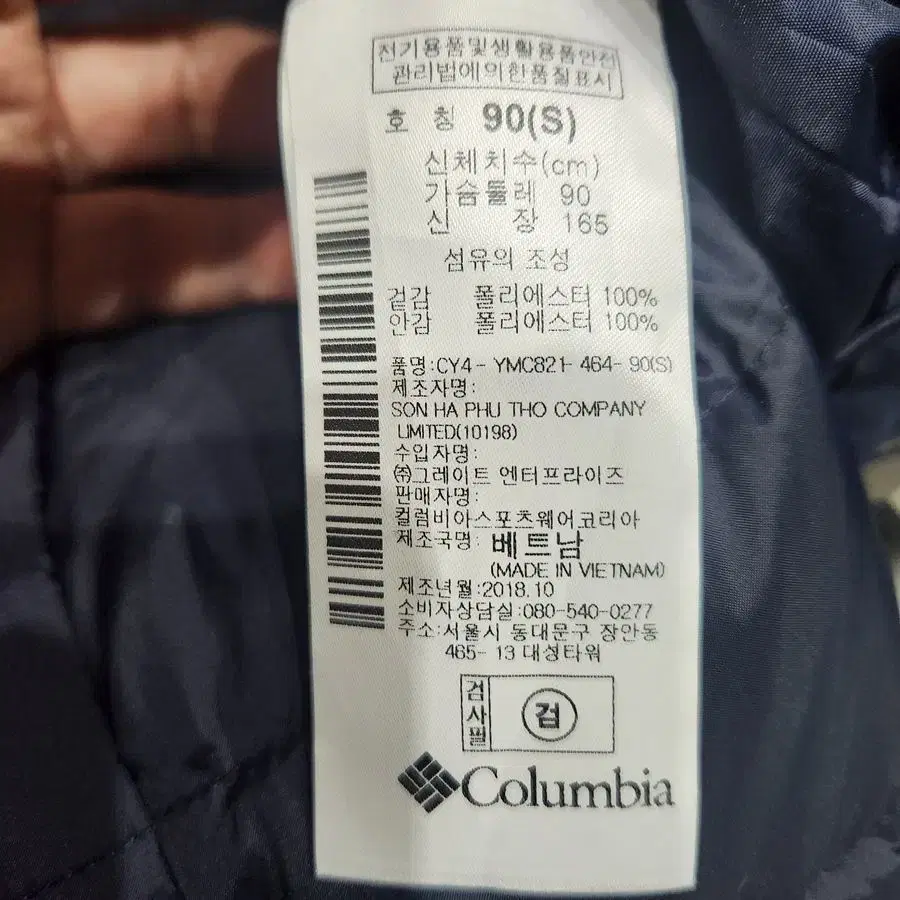 전기용품및생활용품안전
관리법에의한품질표시
호 칭 90(S)
신체치수(cm)
가슴둘레 90
신 장 165
섬유의 조성
겉감 폴리에스터 100%
안감 폴리에스터 100%
품명:CY4- YMC821- 464- 90(S)
제조자명:
SON HA PHU THO COMPANY
LIMITED(10198)
수입자명:
㈜그레이트 엔터프라이즈
판매자명:
컬럼비아스포츠웨어코리아
제조국명: 베트남
(MADE IN VIETNAM)
제조년월:2018.10
소비자상담실:080-540-0277
주소:서울시 동대문구 장안동
465- 13 대성타워
검사필 검
Columbia